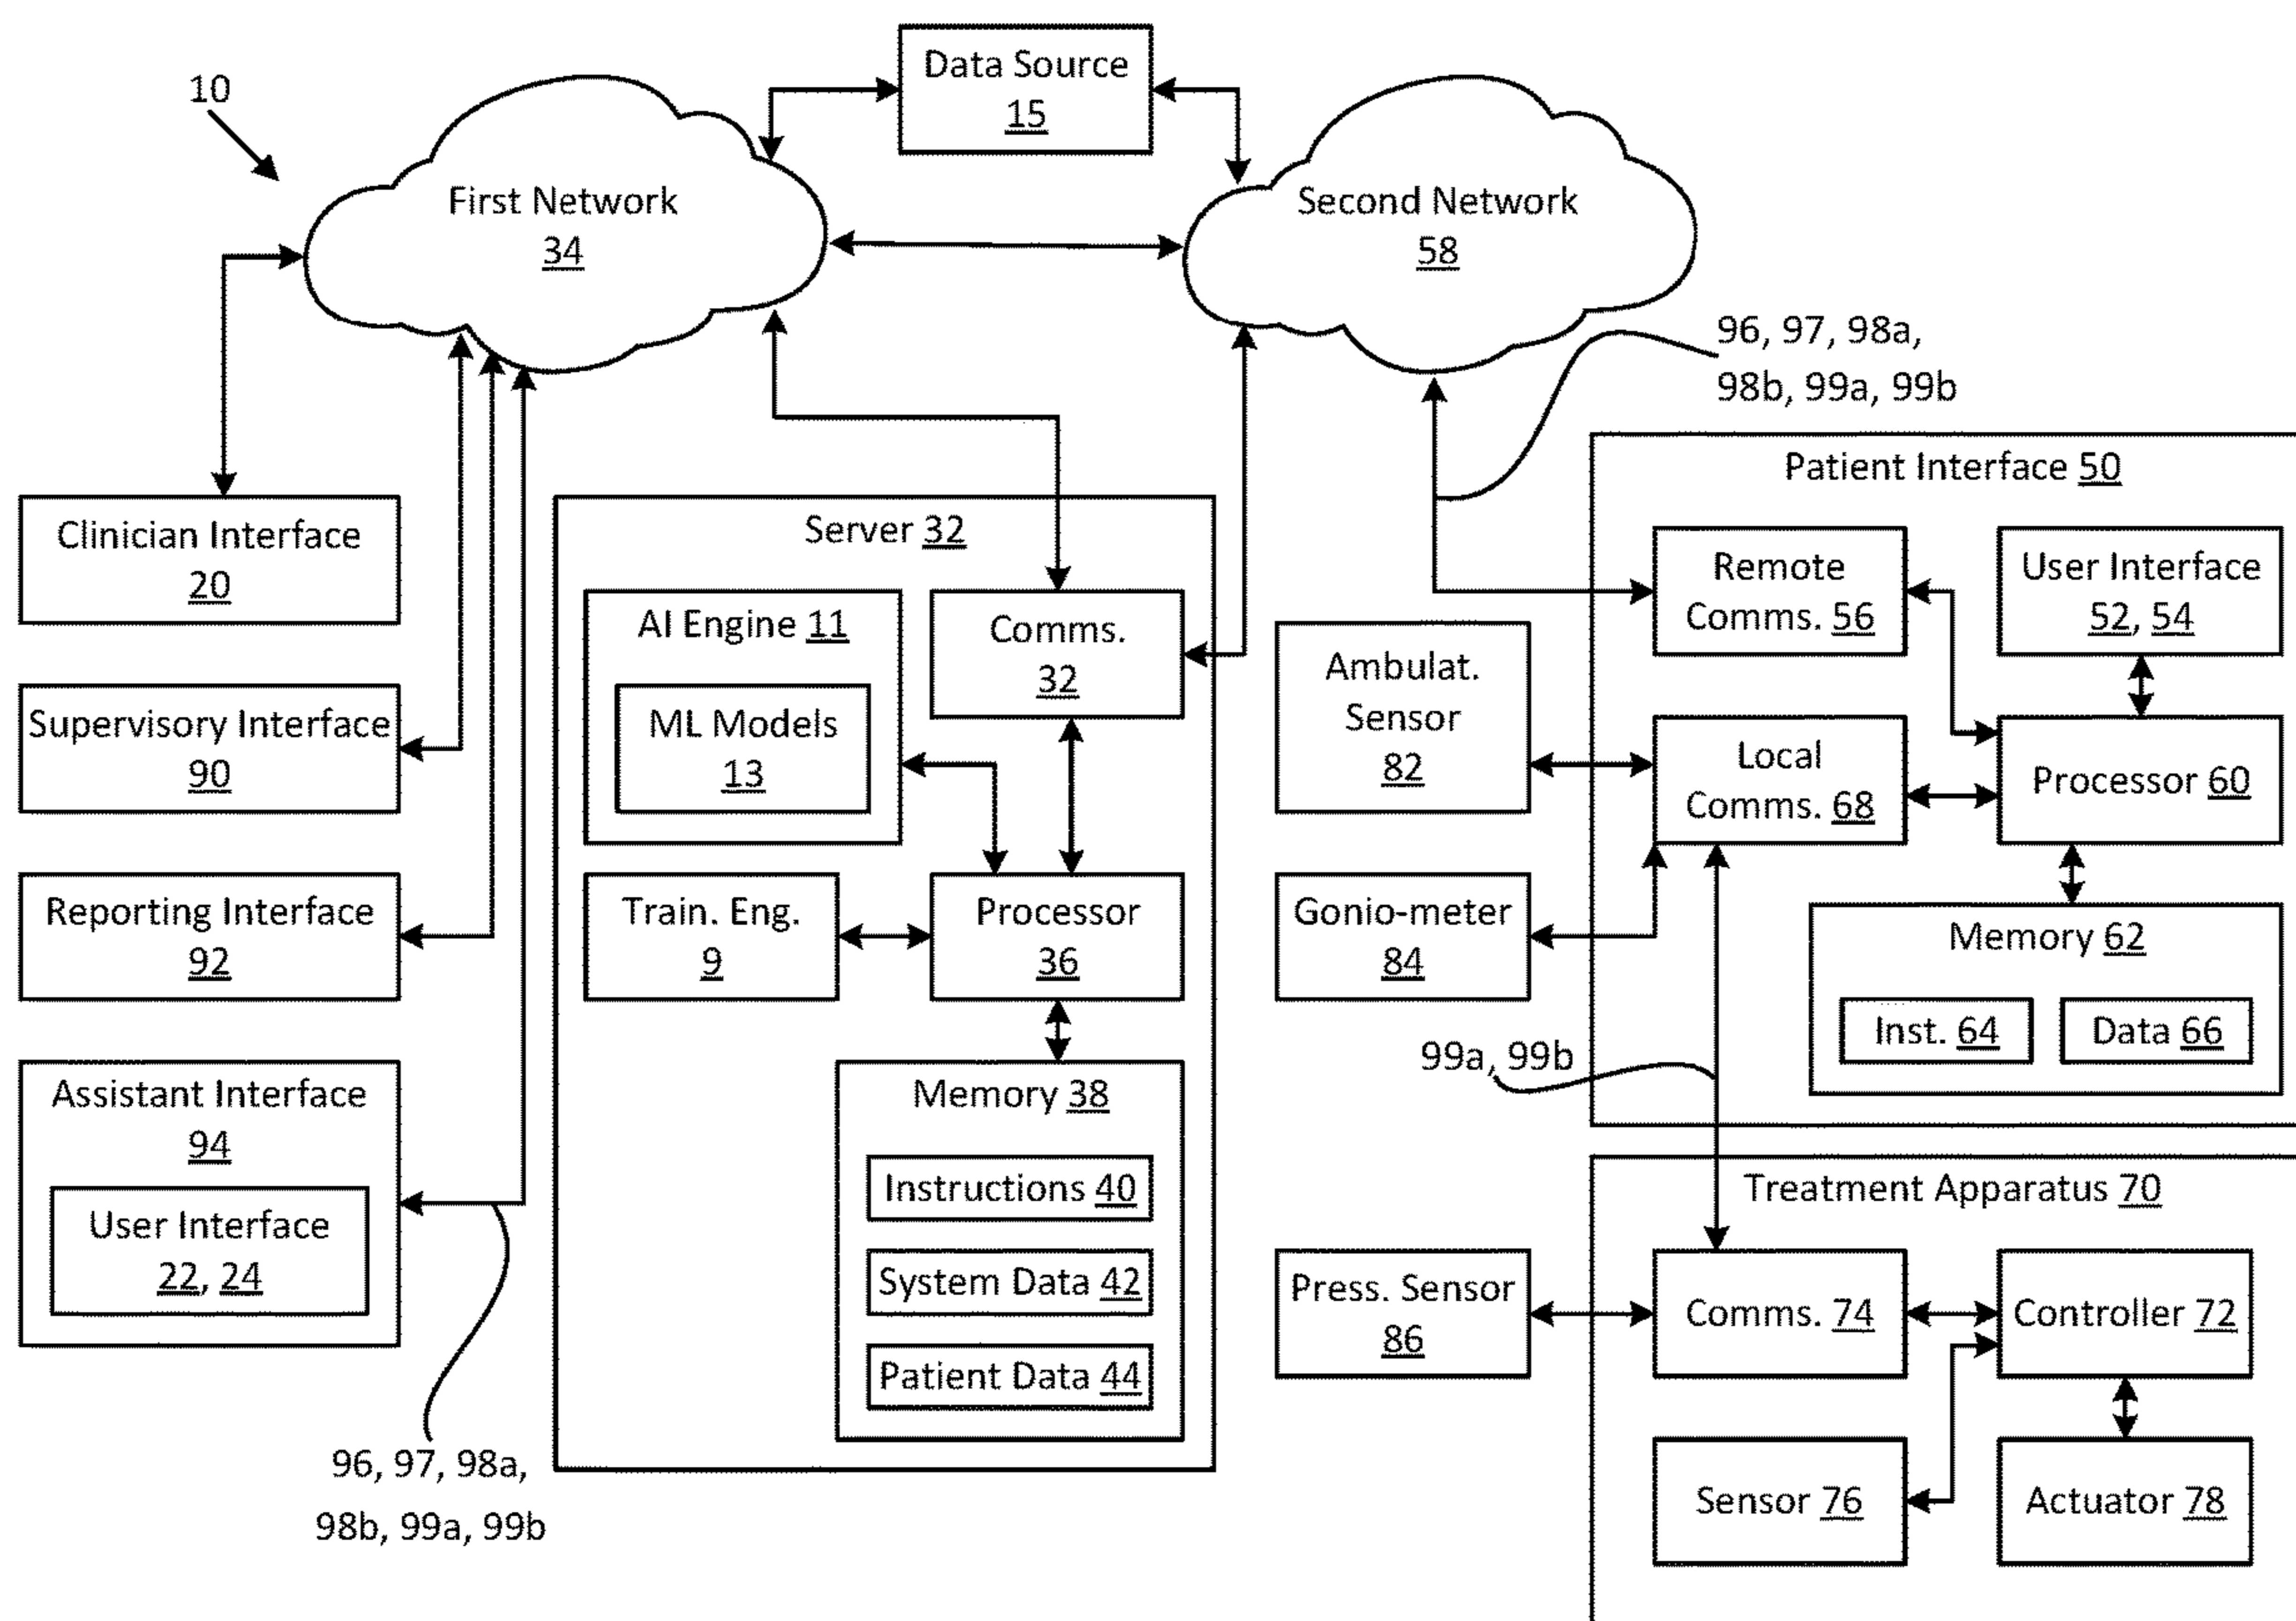 10
Data Source
15
First Network
34
Second Network
58
96, 97, 98a,
98b, 99a, 99b
Clinician Interface
20
Supervisory Interface
90
Reporting Interface
92
Assistant Interface
94
User Interface
22, 24
96, 97, 98a,
98b, 99a, 99b
Server 32
AI Engine 11
ML Models
13
Comms.
32
Train. Eng.
9
Processor
36
Memory 38
Instructions 40
System Data 42
Patient Data 44
Ambulat.
Sensor
82
Gonio-meter
84
99a, 99b
Press. Sensor
86
Patient Interface 50
Remote
Comms. 56
User Interface
52, 54
Local
Comms. 68
Processor 60
Memory 62
Inst. 64
Data 66
Treatment Apparatus 70
Comms. 74
Controller 72
Sensor 76
Actuator 78